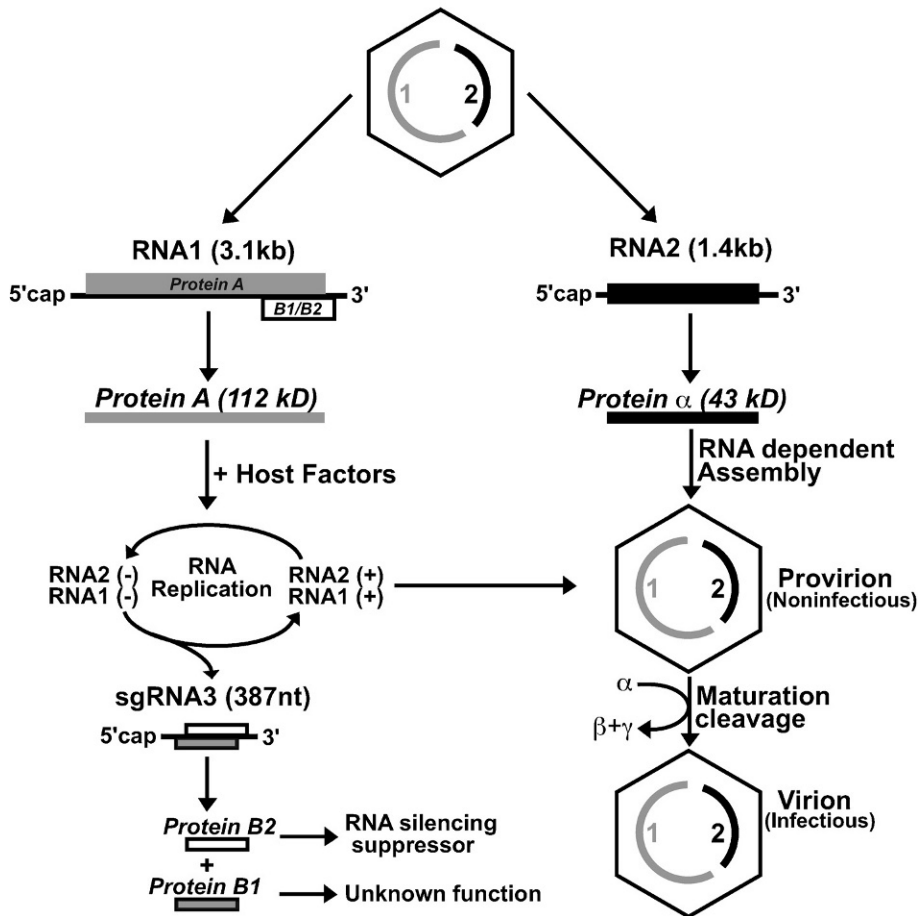 1 2
RNA1 (3.1kb)
Protein A
5'cap 3'
B1/B2
Protein A (112 kD)
+ Host Factors
RNA2 (-)
RNA1 (-)
RNA
Replication
RNA2 (+)
RNA1 (+)
sgRNA3 (387nt)
5'cap 3'
Protein B2
RNA silencing
suppressor
+
Protein B1
Unknown function
RNA2 (1.4kb)
5'cap 3'
Protein α (43 kD)
RNA dependent
Assembly
1 2
Provirion
(Noninfectious)
α
β+γ
Maturation
cleavage
1 2
Virion
(Infectious)